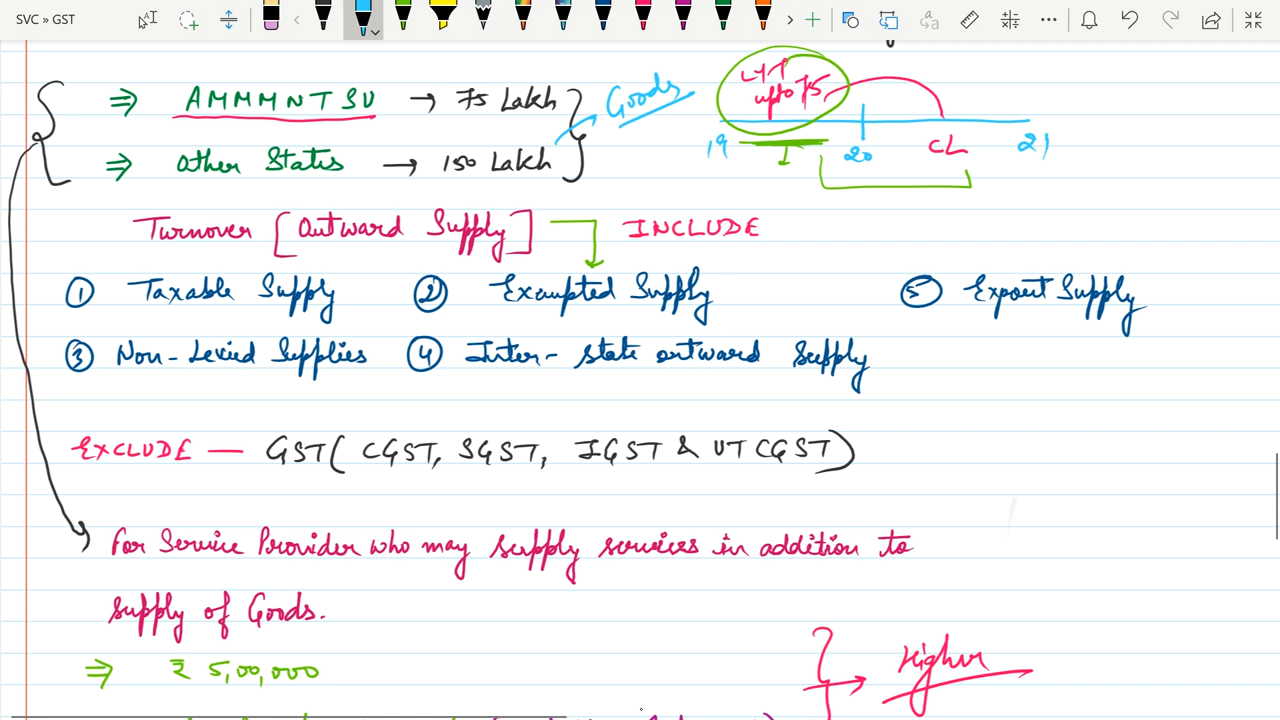 SVC » GST
⇒ AMMMNTSU → 75 Lakh
Goods
LYT
upto 75
19 20 CL 21
⇒ Other States → 150 Lakh
Turnover [Outward Supply] INCLUDE
① Taxable Supply ② Exempted Supply ⑤ Export Supply
③ Non-Levied Supplies ④ Inter-state outward Supply
EXCLUDE — GST( CGST, SGST, IGST & UTCGST)
For Service Provider who may supply services in addition to
supply of Goods.
⇒ ₹ 5,00,000
Higher